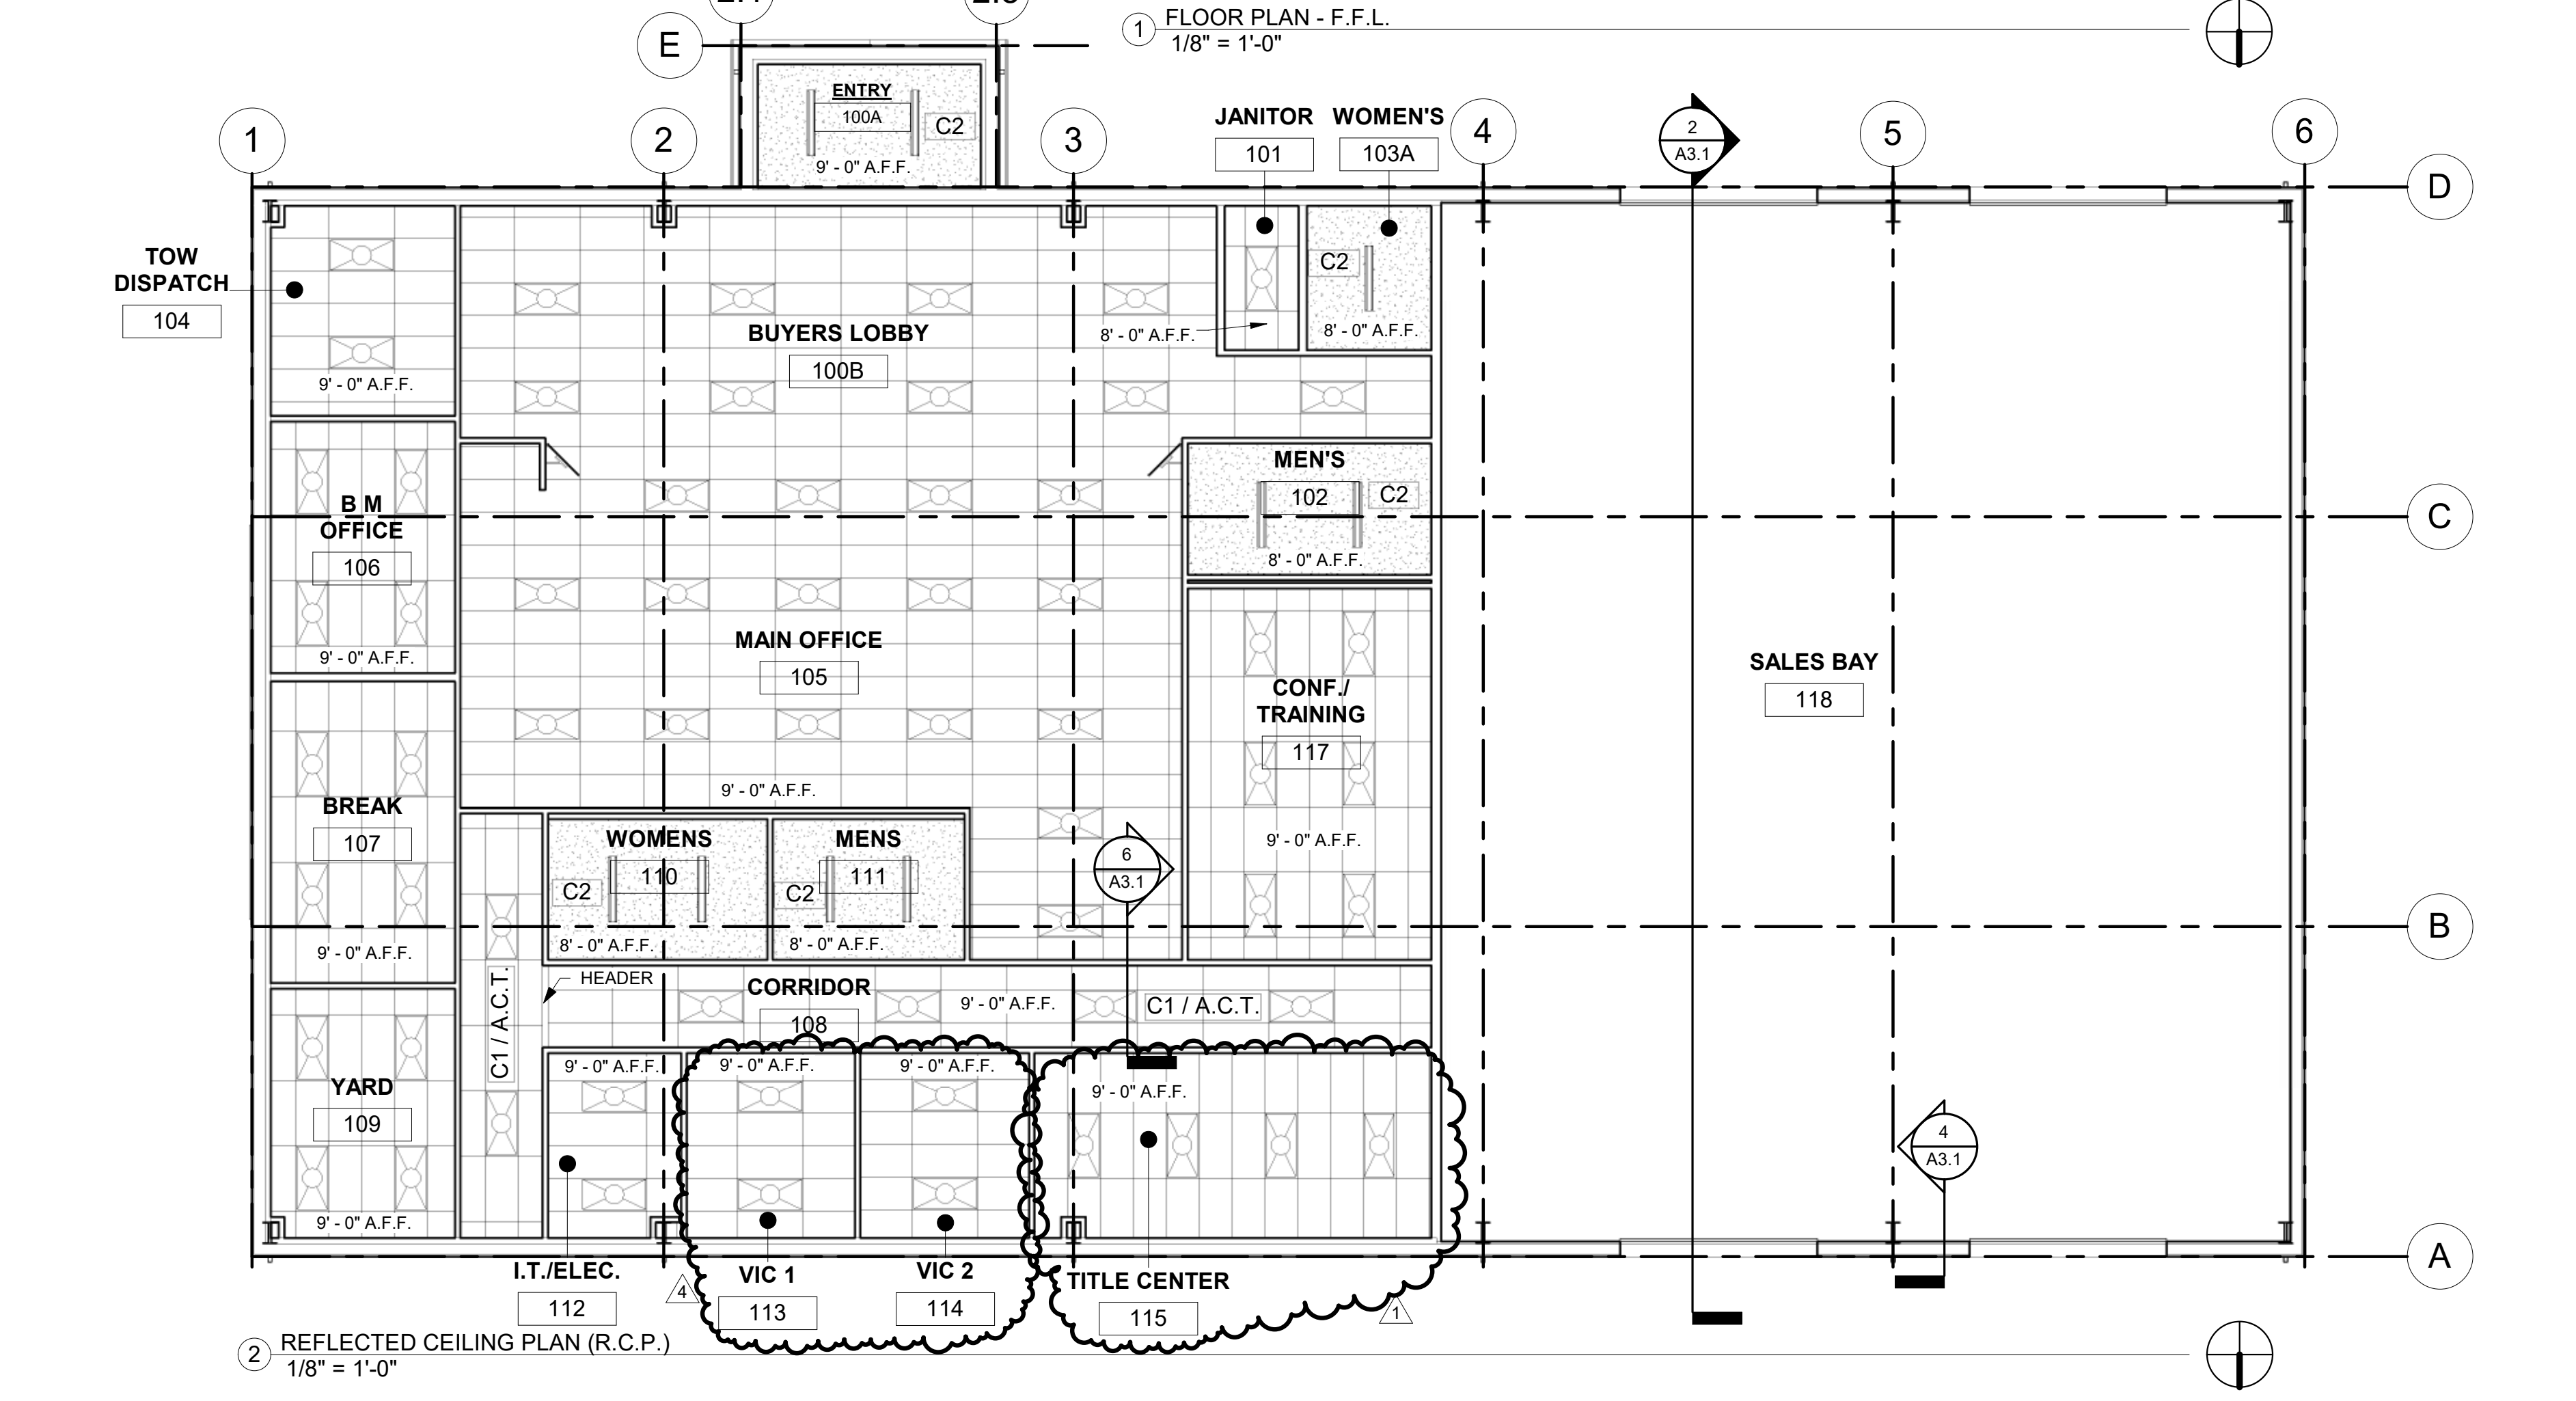 E
1
FLOOR PLAN - F.F.L.
1/8" = 1'-0"
ENTRY
100A
C2
9' - 0" A.F.F.
1
2
3
JANITOR
101
WOMEN'S
103A
4
2
A3.1
5
6
D
TOW
DISPATCH
104
9' - 0" A.F.F.
BUYERS LOBBY
100B
8' - 0" A.F.F.
C2
8' - 0" A.F.F.
B M
OFFICE
106
9' - 0" A.F.F.
MEN'S
102
C2
8' - 0" A.F.F.
C
MAIN OFFICE
105
9' - 0" A.F.F.
CONF./
TRAINING
117
9' - 0" A.F.F.
SALES BAY
118
BREAK
107
9' - 0" A.F.F.
WOMENS
110
C2
8' - 0" A.F.F.
MENS
111
C2
8' - 0" A.F.F.
6
A3.1
B
C1 / A.C.T.
HEADER
CORRIDOR
108
9' - 0" A.F.F.
C1 / A.C.T.
YARD
109
9' - 0" A.F.F.
9' - 0" A.F.F.
9' - 0" A.F.F.
9' - 0" A.F.F.
9' - 0" A.F.F.
4
A3.1
A
I.T./ELEC.
112
4
VIC 1
113
VIC 2
114
TITLE CENTER
115
1
2
REFLECTED CEILING PLAN (R.C.P.)
1/8" = 1'-0"